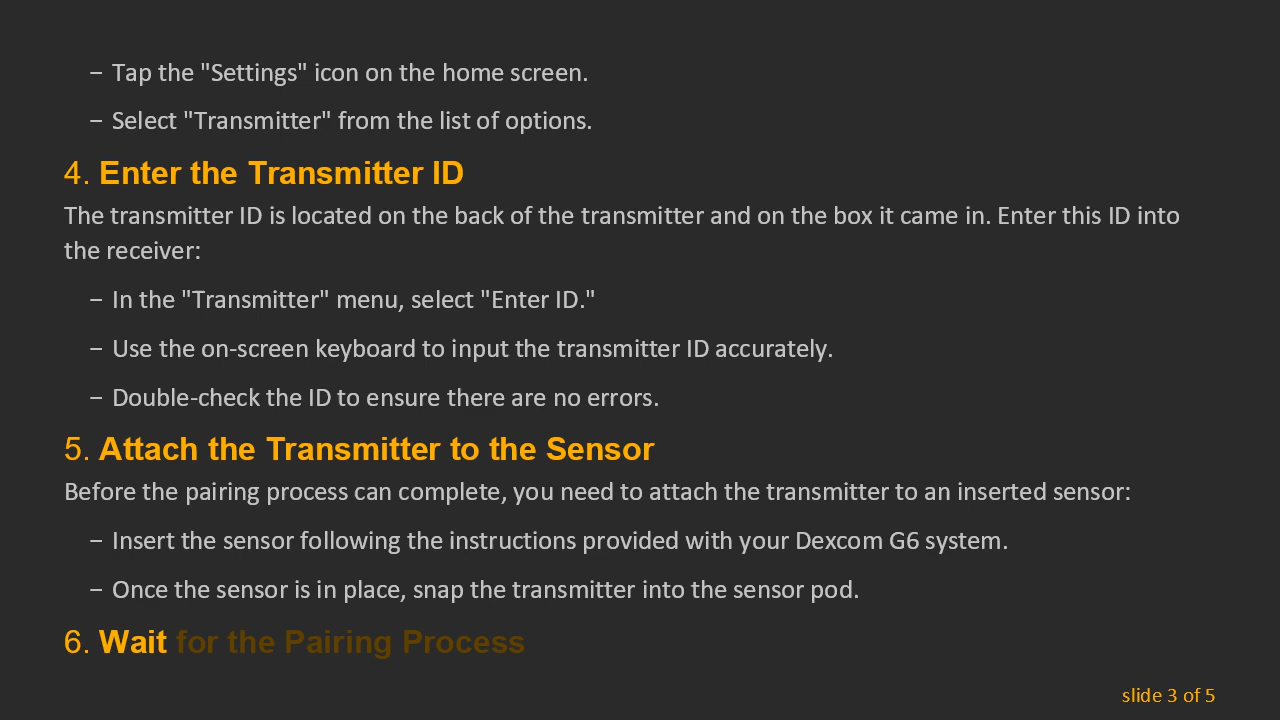 – Tap the "Settings" icon on the home screen.
– Select "Transmitter" from the list of options.
4. Enter the Transmitter ID
The transmitter ID is located on the back of the transmitter and on the box it came in. Enter this ID into
the receiver:
– In the "Transmitter" menu, select "Enter ID."
– Use the on-screen keyboard to input the transmitter ID accurately.
– Double-check the ID to ensure there are no errors.
5. Attach the Transmitter to the Sensor
Before the pairing process can complete, you need to attach the transmitter to an inserted sensor:
– Insert the sensor following the instructions provided with your Dexcom G6 system.
– Once the sensor is in place, snap the transmitter into the sensor pod.
6. Wait for the Pairing Process
slide 3 of 5